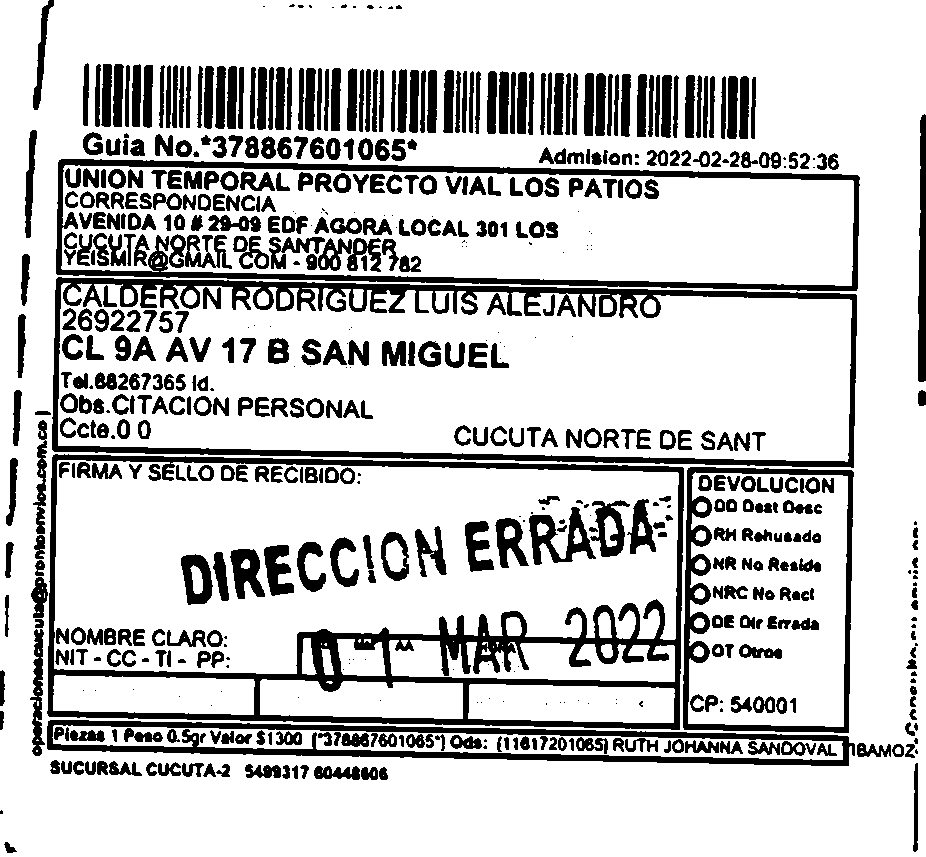 Guia No.*378867601065*
Admision: 2022-02-28-09:52:36
UNION TEMPORAL PROYECTO VIAL LOS PATIOS
CORRESPONDENCIA
AVENIDA 10 # 29-09 EDF AGORA LOCAL 301 LOS
CUCUTA NORTE DE SANTANDER
YEISMIR@GMAIL COM - 900 812 782
CALDERON RODRIGUEZ LUIS ALEJANDRO
26922757
CL 9A AV 17 B SAN MIGUEL
Tel.68267365 Id.
Obs.CITACION PERSONAL
Ccte.0 0
CUCUTA NORTE DE SANT
FIRMA Y SELLO DE RECIBIDO:
DIRECCION ERRADA
NOMBRE CLARO:
NIT - CC - TI - PP:
AA
HORA
0 1 MAR 2022
DEVOLUCION
DD Dest Desc
RH Rehusado
NR No Reside
NRC No Recl
DE Dir Errada
OT Otros
CP: 540001
Piezas 1 Peso 0.5gr Valor $1300 (*378867601065*) Ods: (11617201065) RUTH JOHANNA SANDOVAL TIBAMOZ
SUCURSAL CUCUTA-2 5499317 60448606
operacionescucuta@prontoenvios.com.co |